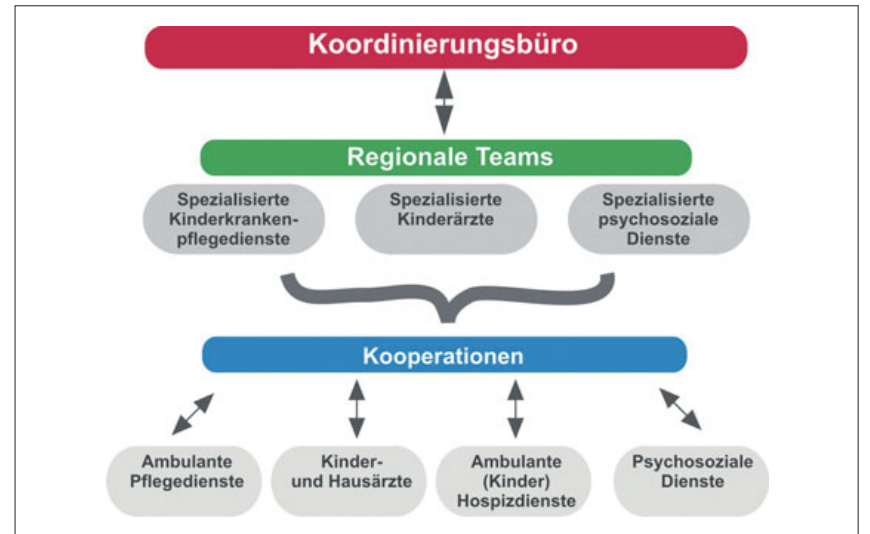 Koordinierungsbüro
Regionale Teams
Spezialisierte
Kinderkranken-
pflegedienste
Spezialisierte
Kinderärzte
Spezialisierte
psychosoziale
Dienste
Kooperationen
Ambulante
Pflegedienste
Kinder-
und Hausärzte
Ambulante
(Kinder)
Hospizdienste
Psychosoziale
Dienste